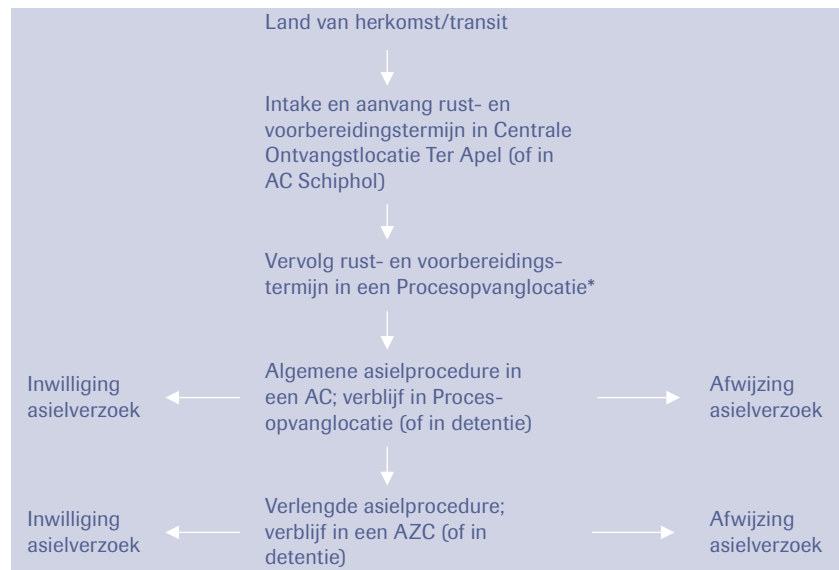 Land van herkomst/transit
Intake en aanvang rust- en
voorbereidingstermijn in Centrale
Ontvangstlocatie Ter Apel (of in
AC Schiphol)
Vervolg rust- en voorbereidings-
termijn in een Procesopvanglocatie*
Inwilliging
asielverzoek
Algemene asielprocedure in
een AC; verblijf in Proces-
opvanglocatie (of in detentie)
Afwijzing
asielverzoek
Inwilliging
asielverzoek
Verlengde asielprocedure;
verblijf in een AZC (of in
detentie)
Afwijzing
asielverzoek